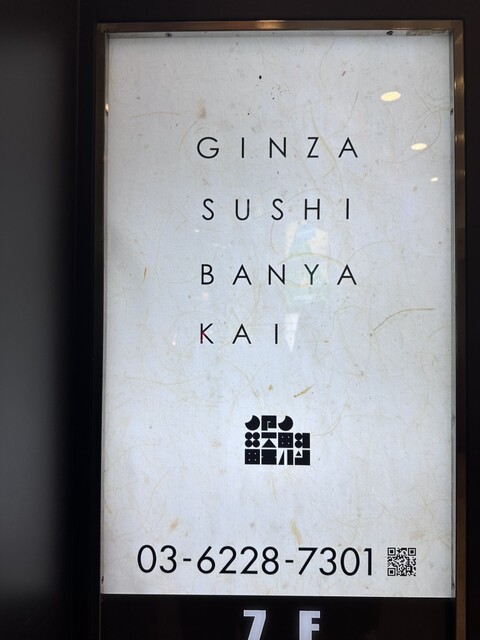 GINZA
SUSHI
BANYA
KAI
03-6228-7301
7F